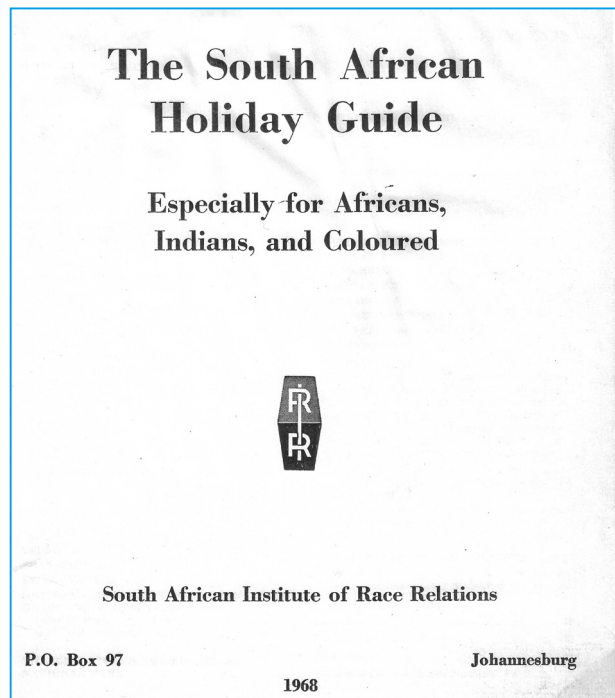 The South African
Holiday Guide
Especially for Africans,
Indians, and Coloured
RIRR
South African Institute of Race Relations
P.O. Box 97 Johannesburg
1968